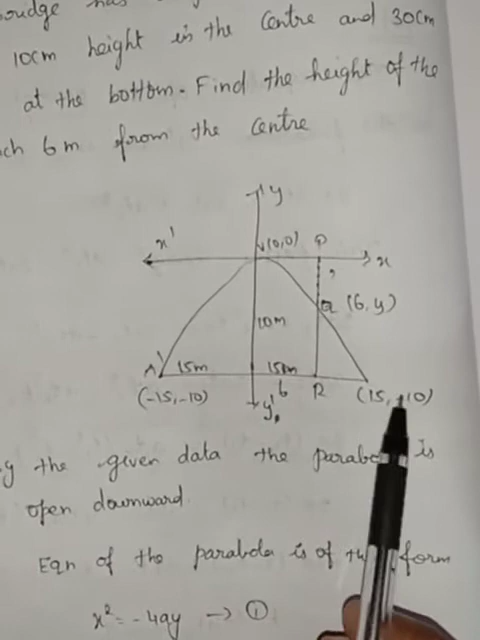 bridge has
10cm height is the centre and 30cm
at the bottom. Find the height of the
6m from the centre
y
x' V(0,0) P x
Q (6,y)
10m
A' 15m 15m
6 R
(-15,-10) y' (15, -10)
the given data the parabola is
open downward.
Eqn of the parabola is of the form
x² = -4ay → ①